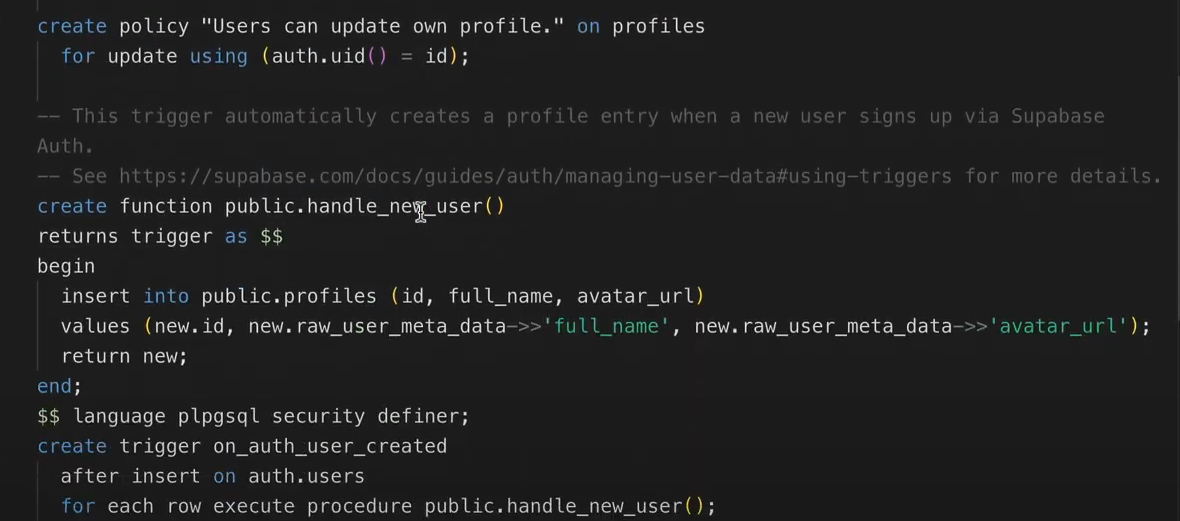 create policy "Users can update own profile." on profiles
for update using (auth.uid() = id);
-- This trigger automatically creates a profile entry when a new user signs up via Supabase
Auth.
-- See https://supabase.com/docs/guides/auth/managing-user-data#using-triggers for more details.
create function public.handle_new_user()
returns trigger as $$
begin
insert into public.profiles (id, full_name, avatar_url)
values (new.id, new.raw_user_meta_data->>'full_name', new.raw_user_meta_data->>'avatar_url');
return new;
end;
$$ language plpgsql security definer;
create trigger on_auth_user_created
after insert on auth.users
for each row execute procedure public.handle_new_user();